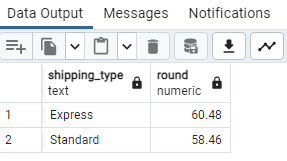 Data Output Messages Notifications
shipping_type round
text numeric
1 Express 60.48
2 Standard 58.46